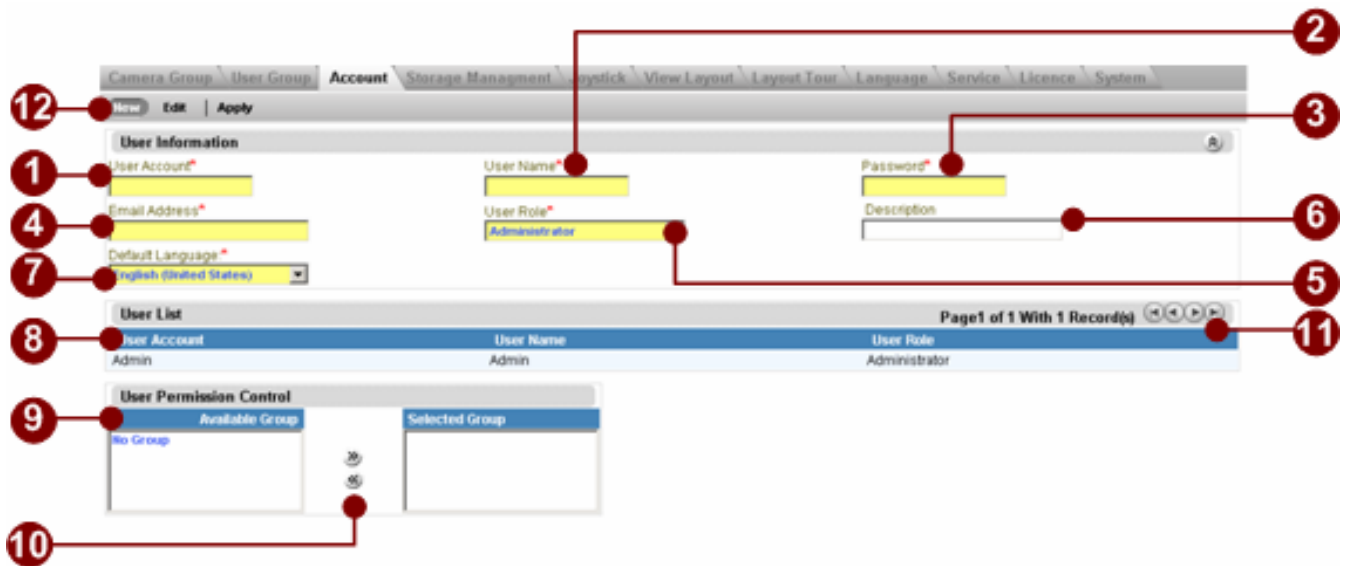 2
Camera Group User Group Account Storage Managment Joystick View Layout Layout Tour Language Service Licence System
12 New Edit | Apply
3
User Information
1 User Account* User Name* Password*
4 Email Address* User Role* Description 6
Administrator
7 Default Language:*
English (United States)
5
User List Page1 of 1 With 1 Record(s) 11
8 User Account User Name User Role
Admin Admin Administrator
User Permission Control
9 Available Group Selected Group
No Group
10